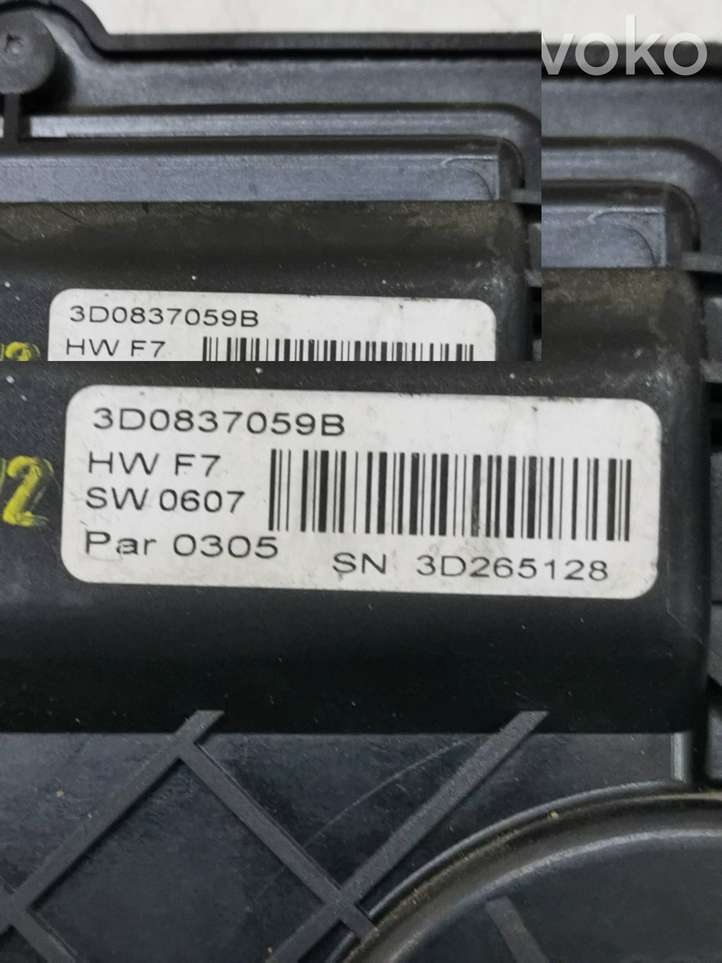 voko
3D0837059B
HW F7
3D0837059B
HW F7
SW 0607
Par 0305
SN 3D265128